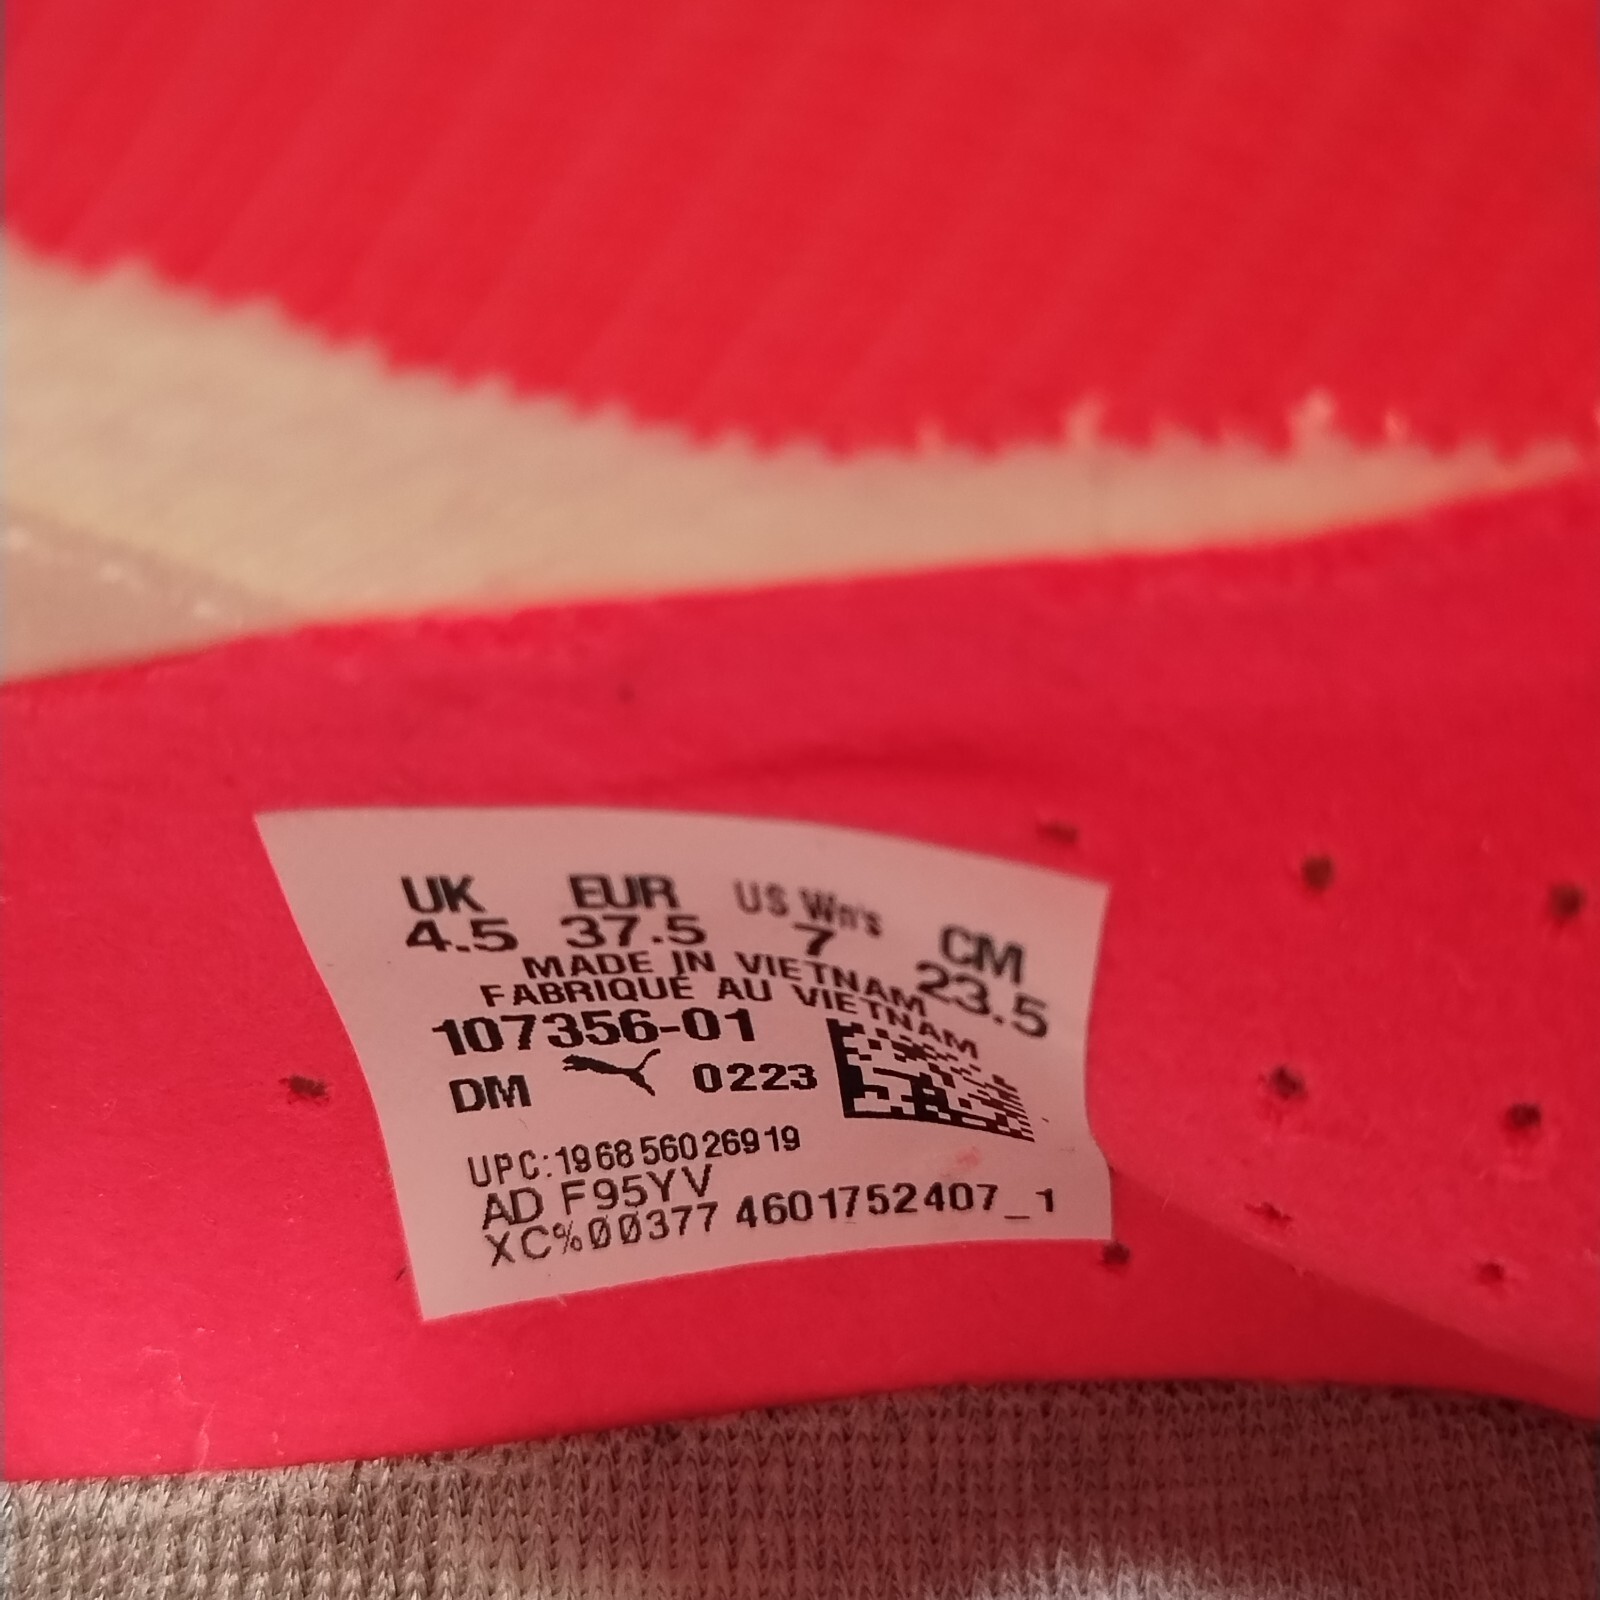 UK EUR US Wn's CM
4.5 37.5 7 23.5
MADE IN VIETNAM
FABRIQUÉ AU VIETNAM
107356-01
DM 0223
UPC:196856026919
AD F95YV
XC%00377 4601752407_1